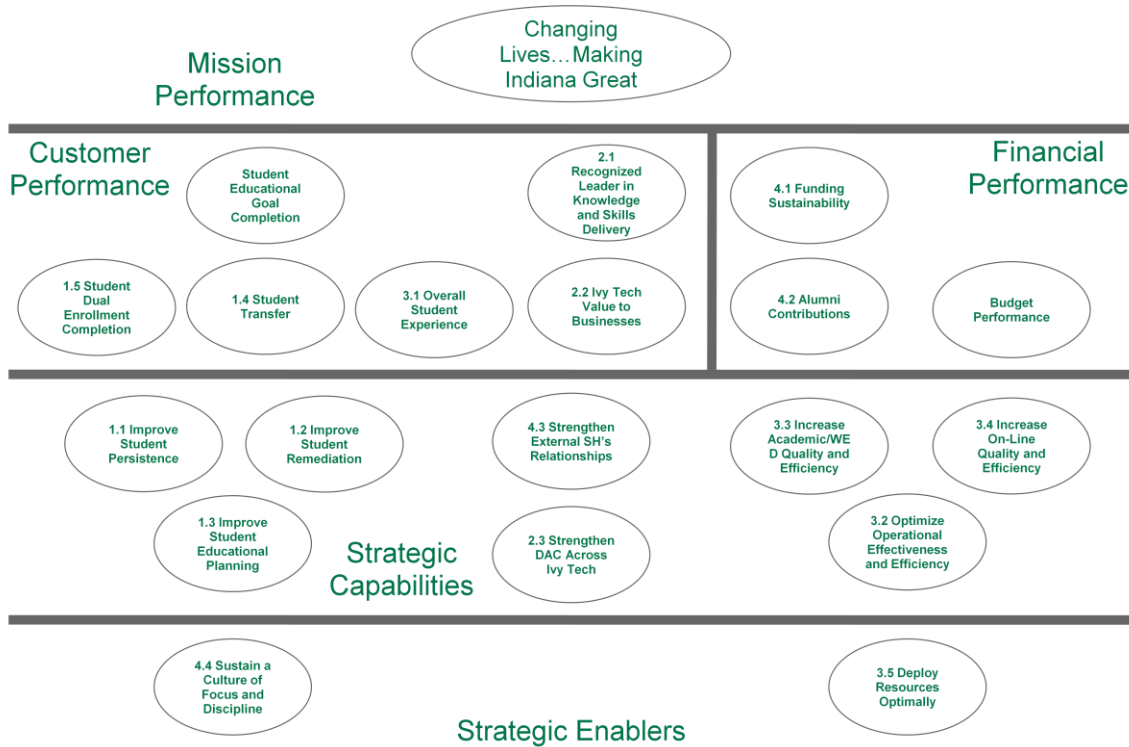 Changing
Lives…Making
Indiana Great
Mission
Performance
Customer
Performance
Student
Educational
Goal
Completion
2.1
Recognized
Leader in
Knowledge
and Skills
Delivery
4.1 Funding
Sustainability
Financial
Performance
1.5 Student
Dual
Enrollment
Completion
1.4 Student
Transfer
3.1 Overall
Student
Experience
2.2 Ivy Tech
Value to
Businesses
4.2 Alumni
Contributions
Budget
Performance
1.1 Improve
Student
Persistence
1.2 Improve
Student
Remediation
4.3 Strengthen
External SH's
Relationships
3.3 Increase
Academic/WE
D Quality and
Efficiency
3.4 Increase
On-Line
Quality and
Efficiency
1.3 Improve
Student
Educational
Planning
Strategic
Capabilities
2.3 Strengthen
DAC Across
Ivy Tech
3.2 Optimize
Operational
Effectiveness
and Efficiency
4.4 Sustain a
Culture of
Focus and
Discipline
3.5 Deploy
Resources
Optimally
Strategic Enablers